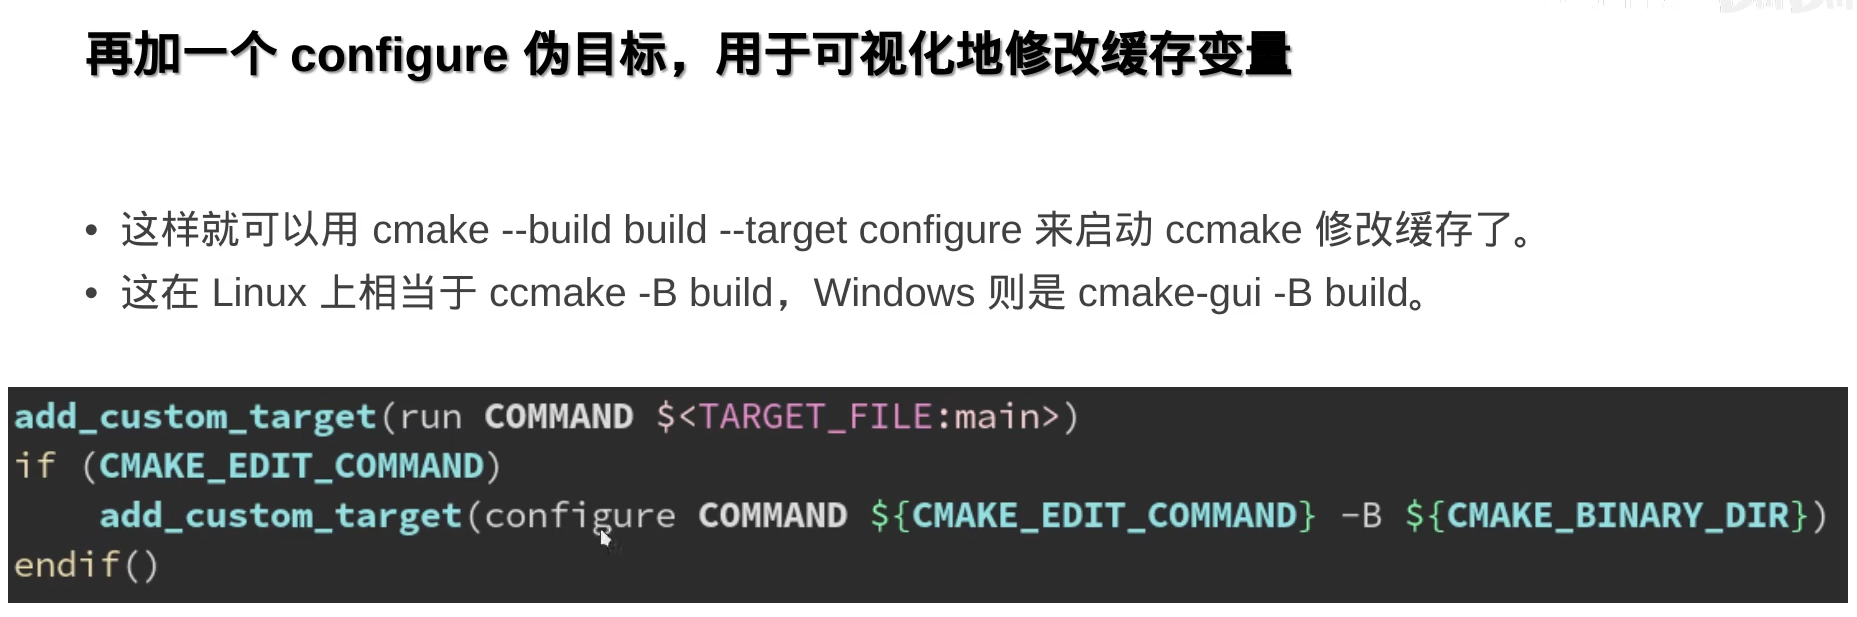 再加一个 configure 伪目标，用于可视化地修改缓存变量
• 这样就可以用 cmake --build build --target configure 来启动 ccmake 修改缓存了。
• 这在 Linux 上相当于 ccmake -B build，Windows 则是 cmake-gui -B build。
add_custom_target(run COMMAND $<TARGET_FILE:main>)
if (CMAKE_EDIT_COMMAND)
    add_custom_target(configure COMMAND ${CMAKE_EDIT_COMMAND} -B ${CMAKE_BINARY_DIR})
endif()